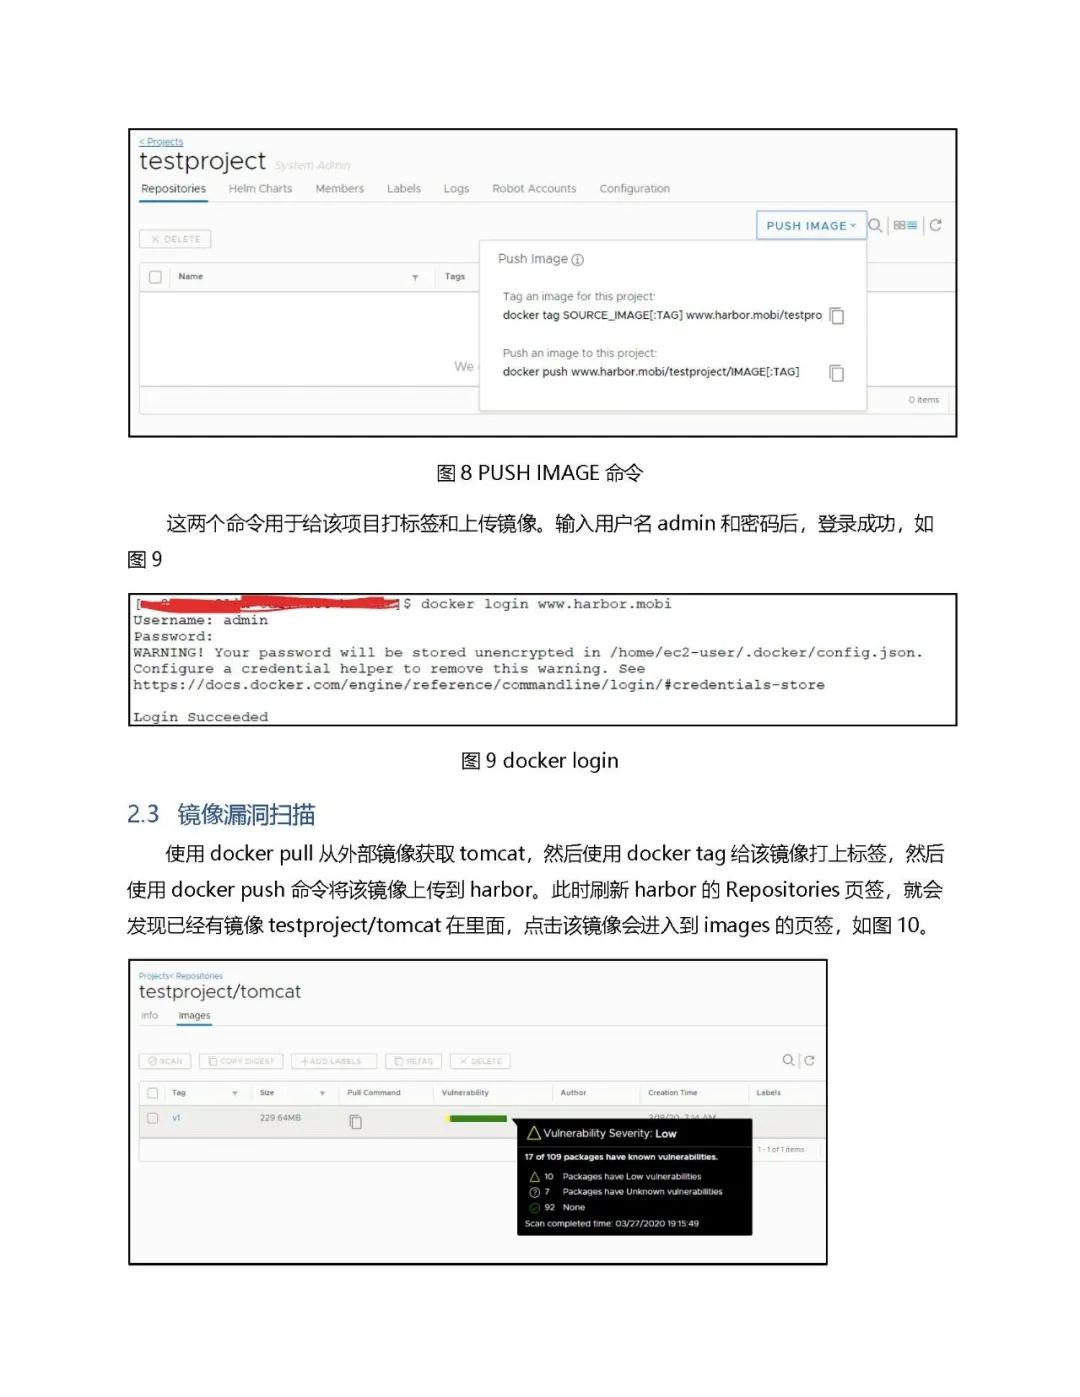 < Projects
testproject System Admin
Repositories Helm Charts Members Labels Logs Robot Accounts Configuration
PUSH IMAGE
DELETE
Push Image
Name Tags
Tag an image for this project:
docker tag SOURCE_IMAGE[:TAG] www.harbor.mobi/testpro
Push an image to this project:
We
docker push www.harbor.mobi/testproject/IMAGE[:TAG]
0 items
图 8 PUSH IMAGE 命令
这两个命令用于给该项目打标签和上传镜像。输入用户名 admin 和密码后，登录成功，如
图 9
]$ docker login www.harbor.mobi
Username: admin
Password:
WARNING! Your password will be stored unencrypted in /home/ec2-user/.docker/config.json.
Configure a credential helper to remove this warning. See
https://docs.docker.com/engine/reference/commandline/login/#credentials-store
Login Succeeded
图 9 docker login
2.3 镜像漏洞扫描
使用 docker pull 从外部镜像获取 tomcat，然后使用 docker tag 给该镜像打上标签，然后
使用 docker push 命令将该镜像上传到 harbor。此时刷新 harbor 的 Repositories 页签，就会
发现已经有镜像 testproject/tomcat 在里面，点击该镜像会进入到 images 的页签，如图 10。
Projects< Repositories
testproject/tomcat
Info Images
SCAN COPY DIGEST +ADD LABELS RETAG DELETE
Tag Size Pull Command Vulnerability Author Creation Time Labels
v1 229.64MB 3/18/20, 7:14 AM
Vulnerability Severity: Low
17 of 109 packages have known vulnerabilities.
1 - 1 of 1 items
10 Packages have Low vulnerabilities
7 Packages have Unknown vulnerabilities
92 None
Scan completed time: 03/27/2020 19:15:49